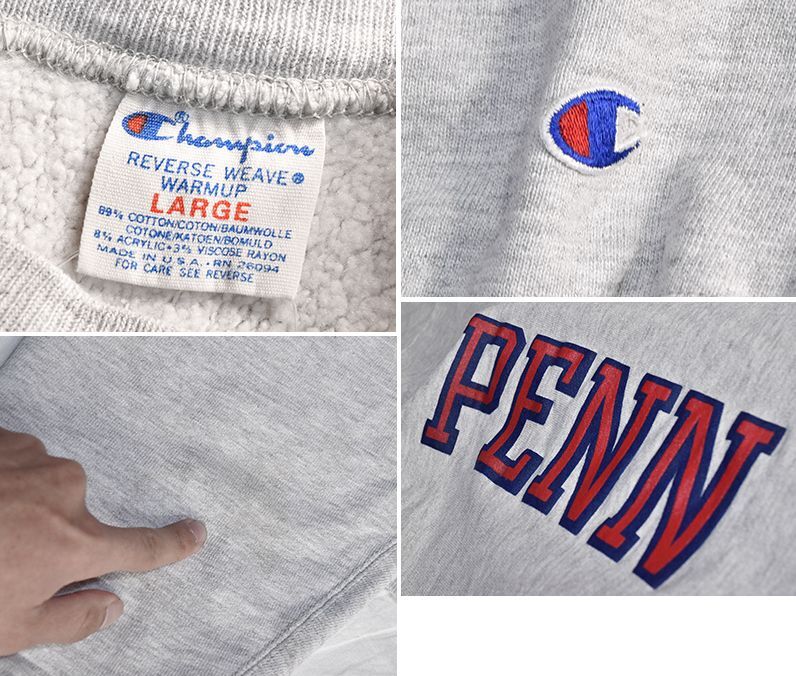 Champion®
REVERSE WEAVE®
WARMUP
LARGE
89% COTTON/COTON/BAUMWOLLE
COTONE/KATOEN/BOMULD
8% ACRYLIC•3% VISCOSE RAYON
MADE IN U.S.A. • RN 26094
FOR CARE SEE REVERSE
PENN